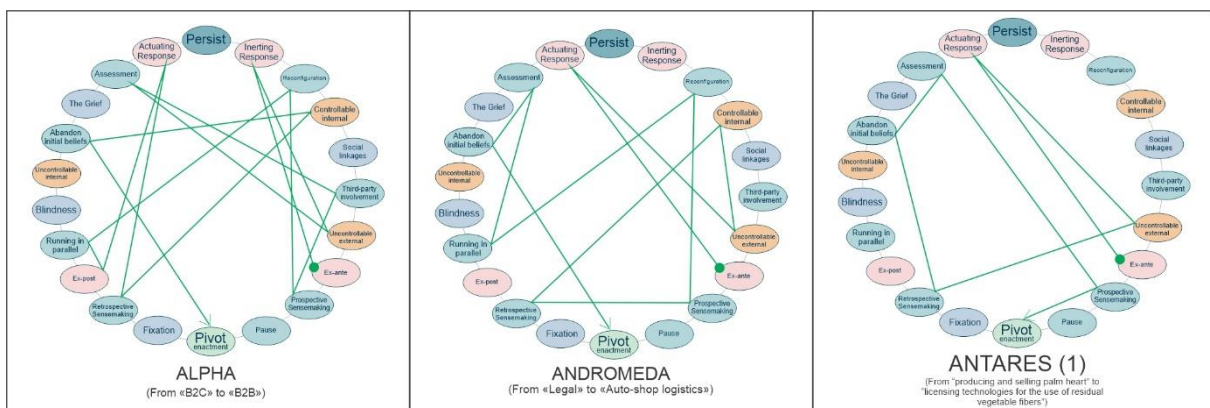 Persist
Actuating
Response
Inerting
Response
Assessment
Reconfiguration
The Grief
Controllable
internal
Abandon
initial beliefs
Social
linkages
Uncontrollable
internal
Third-party
involvement
Blindness
Uncontrollable
external
Running in
parallel
Ex-ante
Ex-post
Prospective
Sensemaking
Retrospective
Sensemaking
Pause
Fixation
Pivot
enactment
ALPHA
(From «B2C» to «B2B»)
Persist
Actuating
Response
Inerting
Response
Assessment
Reconfiguration
The Grief
Controllable
internal
Abandon
initial beliefs
Social
linkages
Uncontrollable
internal
Third-party
involvement
Blindness
Uncontrollable
external
Running in
parallel
Ex-ante
Ex-post
Prospective
Sensemaking
Retrospective
Sensemaking
Pause
Fixation
Pivot
enactment
ANDROMEDA
(From «Legal» to «Auto-shop logistics»)
Persist
Actuating
Response
Inerting
Response
Assessment
Reconfiguration
The Grief
Controllable
internal
Abandon
initial beliefs
Social
linkages
Uncontrollable
internal
Third-party
involvement
Blindness
Uncontrollable
external
Running in
parallel
Ex-ante
Ex-post
Prospective
Sensemaking
Retrospective
Sensemaking
Pause
Fixation
Pivot
enactment
ANTARES (1)
(From "producing and selling palm heart" to
"licensing technologies for the use of residual
vegetable fibers")